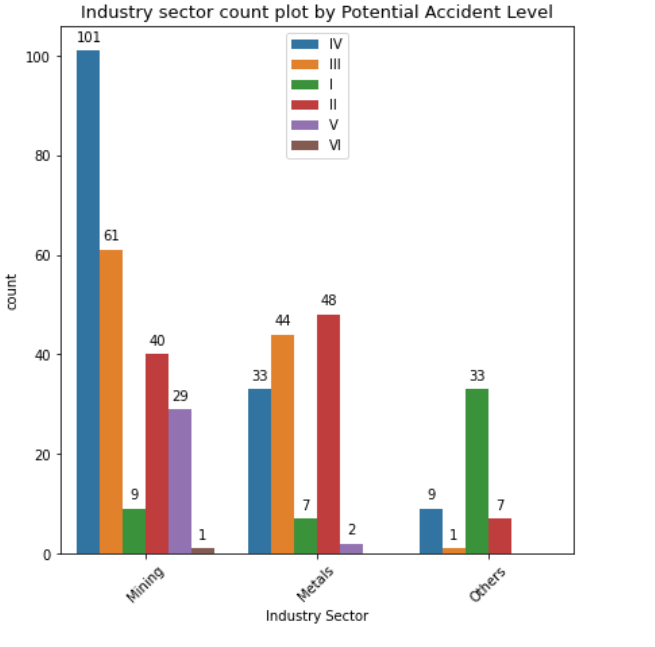 Industry sector count plot by Potential Accident Level
101
IV
III
I
II
V
VI
100
80
60
40
20
0
count
61
9
40
29
1
33
44
7
48
2
9
1
33
7
Mining
Metals
Others
Industry Sector